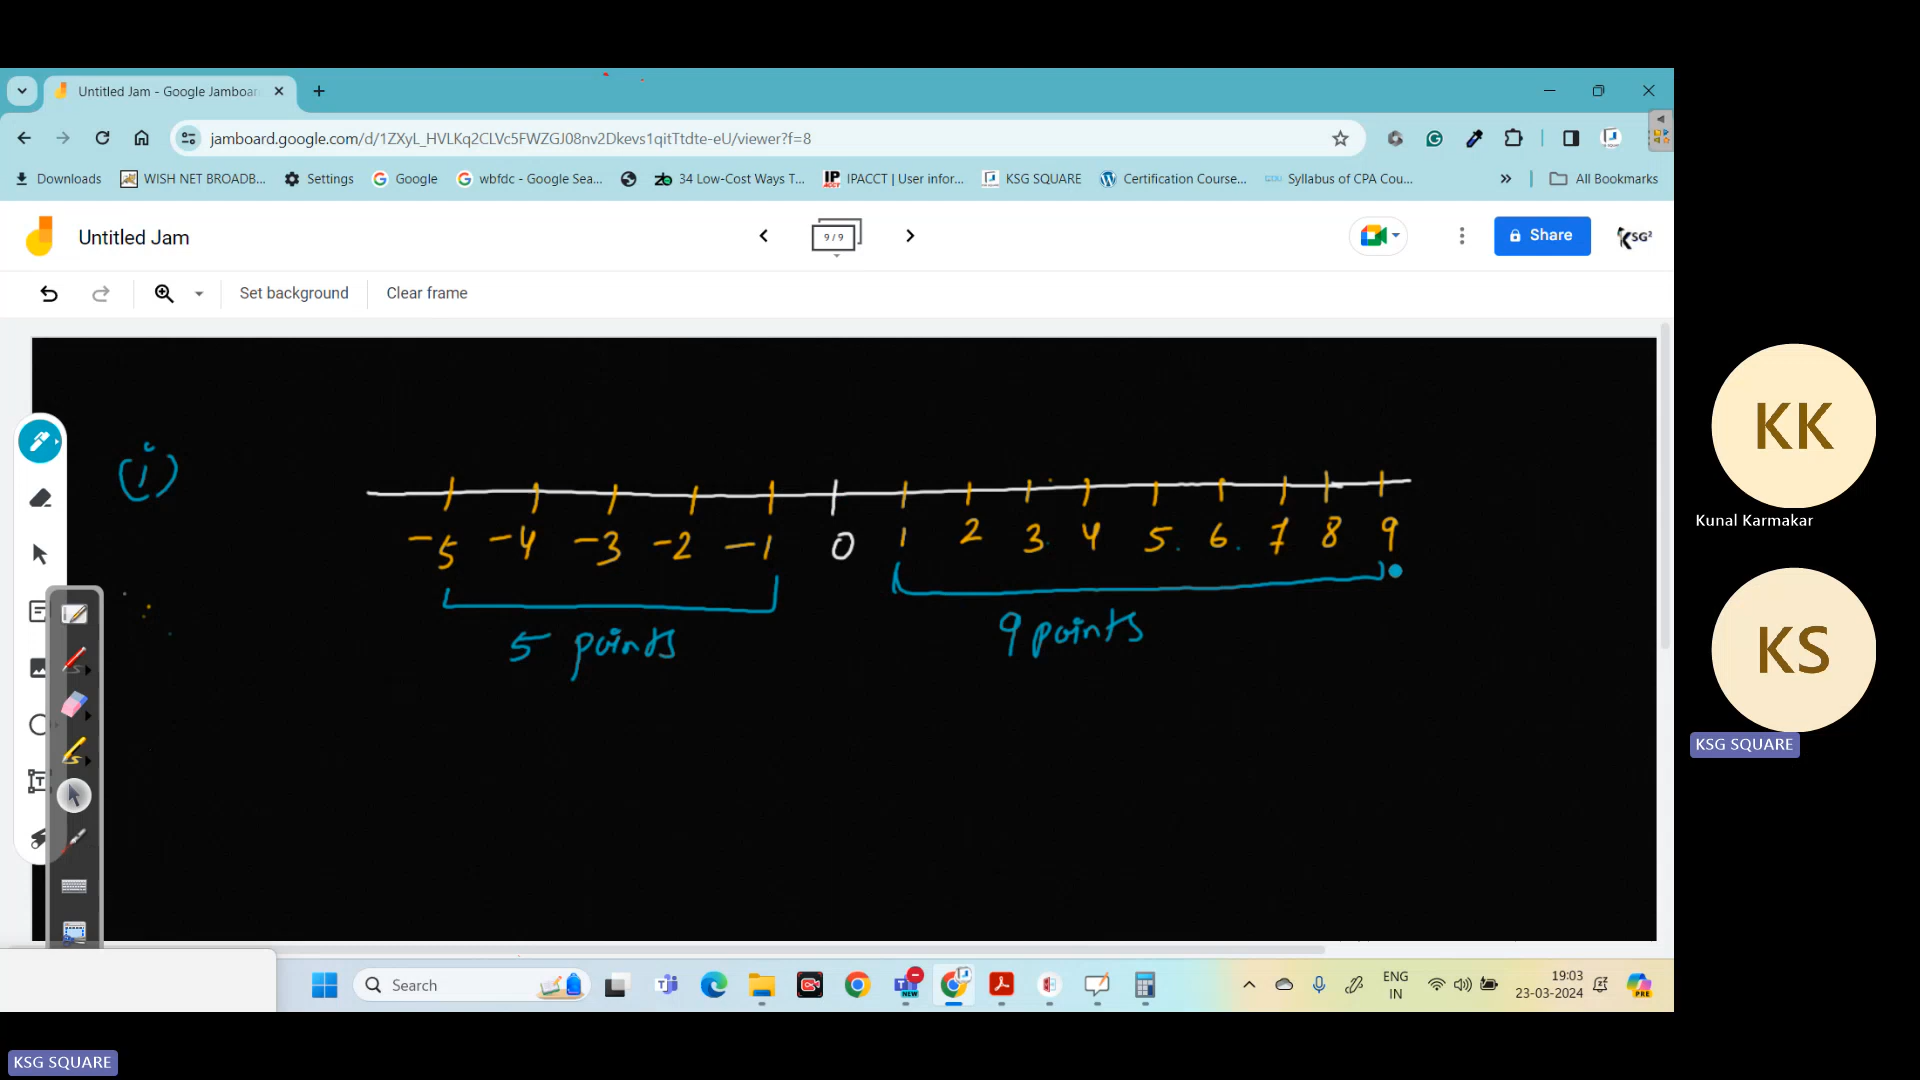 Untitled Jam - Google Jamboar
jamboard.google.com/d/1ZXyL_HVLKq2CLVc5FWZGJ08nv2Dkevs1qitTtdte-eU/viewer?f=8
Downloads WISH NET BROADB... Settings Google wbfdc - Google Sea... 34 Low-Cost Ways T... IPACCT | User infor... KSG SQUARE Certification Course... Syllabus of CPA Cou... » All Bookmarks
Untitled Jam 9 / 9 Share KSG²
Set background Clear frame
(i)
-5 -4 -3 -2 -1 0 1 2 3 4 5 6 7 8 9
5 points 9 points
KK
Kunal Karmakar
KS
KSG SQUARE
Search ENG IN 19:03 23-03-2024
KSG SQUARE